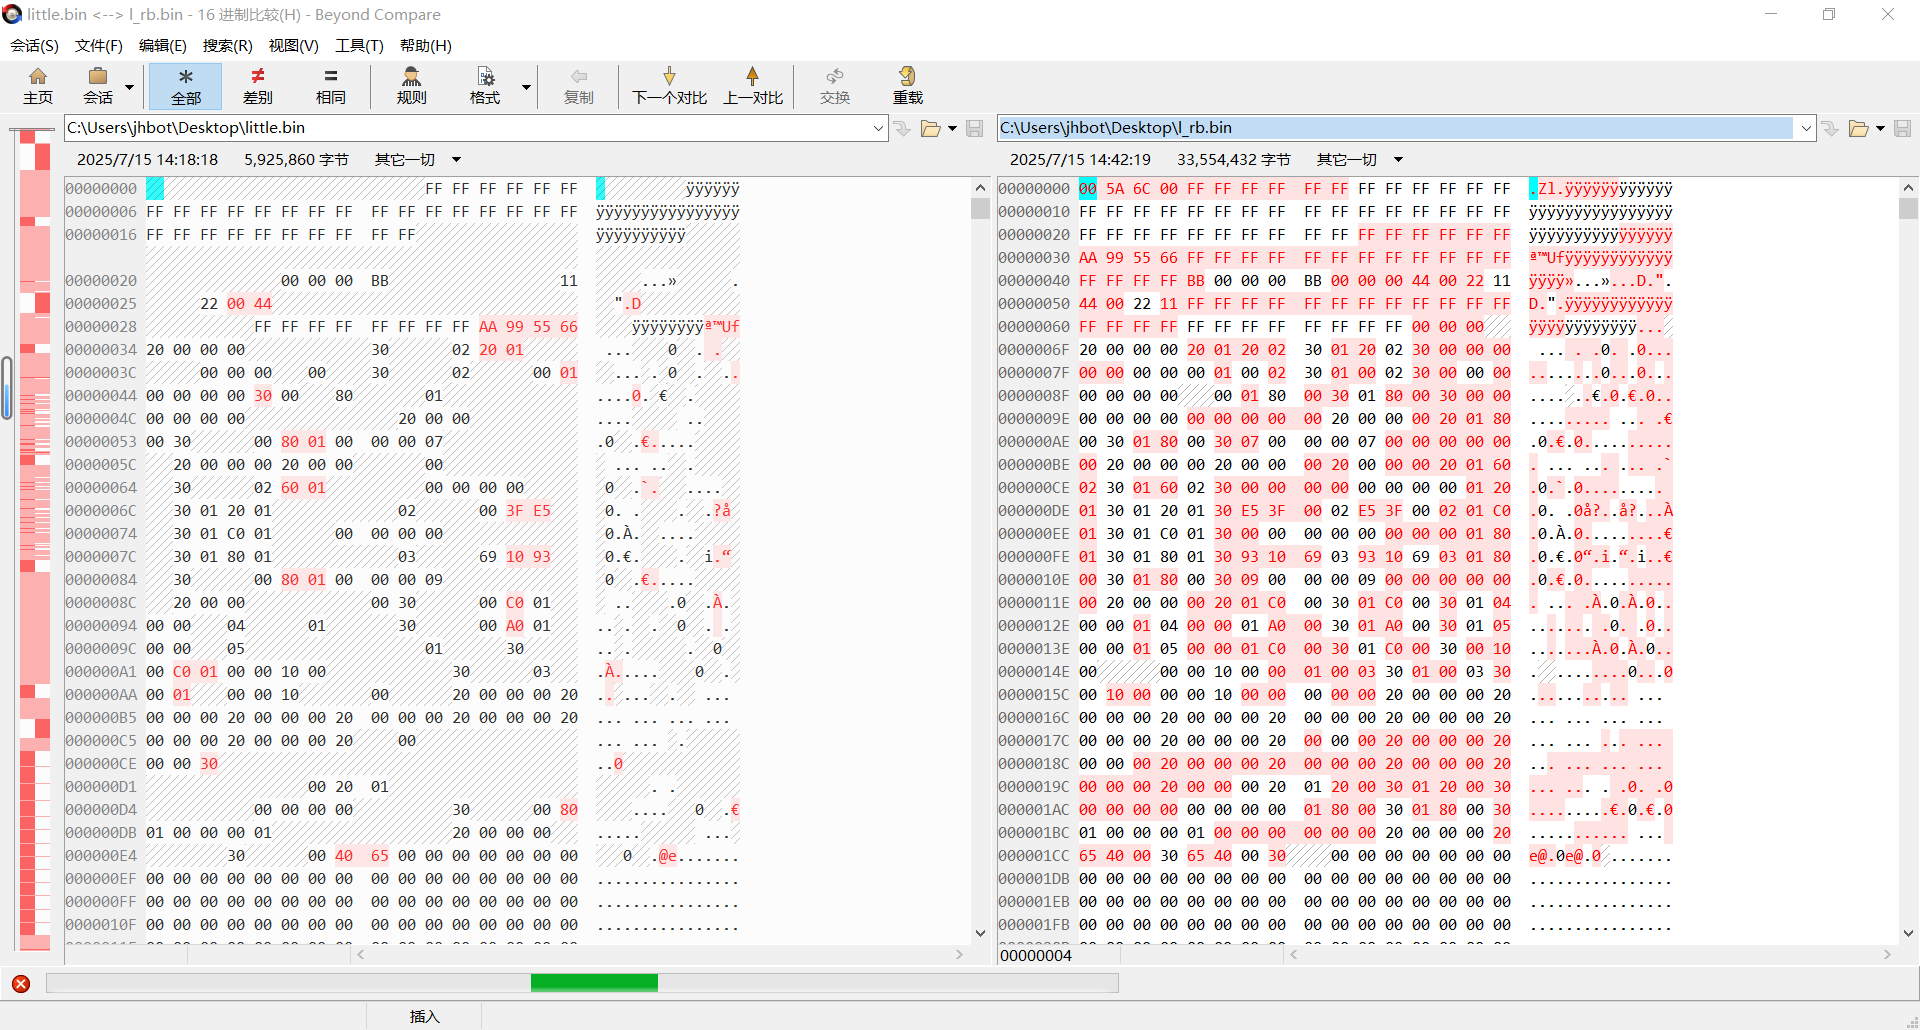 little.bin <--> l_rb.bin - 16 进制比较(H) - Beyond Compare
会话(S) 文件(F) 编辑(E) 搜索(R) 视图(V) 工具(T) 帮助(H)
主页 会话 全部 差别 相同 规则 格式 复制 下一个对比 上一对比 交换 重载
C:\Users\jhbot\Desktop\little.bin
2025/7/15 14:18:18 5,925,860 字节 其它一切
00000000 FF FF FF FF FF FF ÿÿÿÿÿÿ
00000006 FF FF FF FF FF FF FF FF FF FF FF FF FF FF FF FF ÿÿÿÿÿÿÿÿÿÿÿÿÿÿÿÿ
00000016 FF FF FF FF FF FF FF FF FF FF ÿÿÿÿÿÿÿÿÿÿ
00000020 00 00 00 BB 11 ...» .
00000025 22 00 44 ".D
00000028 FF FF FF FF FF FF FF FF AA 99 55 66 ÿÿÿÿÿÿÿÿª™Uf
00000034 20 00 00 00 30 02 20 01 ... 0 . .
0000003C 00 00 00 00 30 02 00 01 .... 0 . ..
00000044 00 00 00 00 30 00 80 01 ....0. € .
0000004C 00 00 00 00 20 00 00 .... ..
00000053 00 30 00 80 01 00 00 00 07 .0 .€.....
0000005C 20 00 00 00 20 00 00 00 ... .. .
00000064 30 02 60 01 00 00 00 00 0 .`. ....
0000006C 30 01 20 01 02 00 3F E5 0. . . .?å
00000074 30 01 C0 01 00 00 00 00 0.À. ....
0000007C 30 01 80 01 03 69 10 93 0.€. . i.“
00000084 30 00 80 01 00 00 00 09 0 .€.....
0000008C 20 00 00 00 30 00 C0 01 .. .0 .À.
00000094 00 00 04 01 30 00 A0 01 .. . . 0 . .
0000009C 00 00 05 01 30 .. . . 0
000000A1 00 C0 01 00 00 10 00 30 03 .À..... 0 .
000000AA 00 01 00 00 10 00 20 00 00 00 20 .. ... . ...
000000B5 00 00 00 20 00 00 00 20 00 00 00 20 00 00 00 20 ... ... ... ...
000000C5 00 00 00 20 00 00 00 20 00 ... ... .
000000CE 00 00 30 ..0
000000D1 00 20 01 . .
000000D4 00 00 00 00 30 00 80 .... 0 .€
000000DB 01 00 00 00 01 20 00 00 00 ..... ...
000000E4 30 00 40 65 00 00 00 00 00 00 00 0 .@e.......
000000EF 00 00 00 00 00 00 00 00 00 00 00 00 00 00 00 00 ................
000000FF 00 00 00 00 00 00 00 00 00 00 00 00 00 00 00 00 ................
0000010F 00 00 00 00 00 00 00 00 00 00 00 00 00 00 00 00 ................
C:\Users\jhbot\Desktop\l_rb.bin
2025/7/15 14:42:19 33,554,432 字节 其它一切
00000000 00 5A 6C 00 FF FF FF FF FF FF FF FF FF FF FF FF .Zl.ÿÿÿÿÿÿÿÿÿÿÿÿ
00000010 FF FF FF FF FF FF FF FF FF FF FF FF FF FF FF FF ÿÿÿÿÿÿÿÿÿÿÿÿÿÿÿÿ
00000020 FF FF FF FF FF FF FF FF FF FF FF FF FF FF FF FF ÿÿÿÿÿÿÿÿÿÿÿÿÿÿÿÿ
00000030 AA 99 55 66 FF FF FF FF FF FF FF FF FF FF FF FF ª™Ufÿÿÿÿÿÿÿÿÿÿÿÿ
00000040 FF FF FF FF BB 00 00 00 BB 00 00 00 44 00 22 11 ÿÿÿÿ»...»...D.".
00000050 44 00 22 11 FF FF FF FF FF FF FF FF FF FF FF FF D.".ÿÿÿÿÿÿÿÿÿÿÿÿ
00000060 FF FF FF FF FF FF FF FF FF FF FF FF 00 00 00 ÿÿÿÿÿÿÿÿÿÿÿÿ...
0000006F 20 00 00 00 20 01 20 02 30 01 20 02 30 00 00 00 ... . .0. .0...
0000007F 00 00 00 00 00 01 00 02 30 01 00 02 30 00 00 00 ........0...0...
0000008F 00 00 00 00 00 01 80 00 30 01 80 00 30 00 00 ......€.0.€.0..
0000009E 00 00 00 00 00 00 00 00 00 20 00 00 00 20 01 80 ......... ... .€
000000AE 00 30 01 80 00 30 07 00 00 00 07 00 00 00 00 00 .0.€.0..........
000000BE 00 20 00 00 00 20 00 00 00 20 00 00 00 20 01 60 . ... ... ... .`
000000CE 02 30 01 60 02 30 00 00 00 00 00 00 00 00 01 20 .0.`.0.........
000000DE 01 30 01 20 01 30 E5 3F 00 02 E5 3F 00 02 01 C0 .0. .0å?..å?...À
000000EE 01 30 01 C0 01 30 00 00 00 00 00 00 00 00 01 80 .0.À.0.........€
000000FE 01 30 01 80 01 30 93 10 69 03 93 10 69 03 01 80 .0.€.0“.i.“.i..€
0000010E 00 30 01 80 00 30 09 00 00 00 09 00 00 00 00 00 .0.€.0..........
0000011E 00 20 00 00 00 20 01 C0 00 30 01 C0 00 30 01 04 . ... .À.0.À.0..
0000012E 00 00 01 04 00 00 01 A0 00 30 01 A0 00 30 01 05 ....... .0. .0..
0000013E 00 00 01 05 00 00 01 C0 00 30 01 C0 00 30 00 10 .......À.0.À.0..
0000014E 00 00 00 10 00 00 01 00 03 30 01 00 03 30 .........0...0
0000015C 00 10 00 00 00 10 00 00 00 00 00 20 00 00 00 20 ........... ...
0000016C 00 00 00 20 00 00 00 20 00 00 00 20 00 00 00 20 ... ... ... ...
0000017C 00 00 00 20 00 00 00 20 00 00 00 20 00 00 00 20 ... ... ... ...
0000018C 00 00 00 20 00 00 00 20 00 00 00 20 00 00 00 20 ... ... ... ...
0000019C 00 00 00 20 00 00 00 20 01 20 00 30 01 20 00 30 ... ... . .0. .0
000001AC 00 00 00 00 00 00 00 00 01 80 00 30 01 80 00 30 .........€.0.€.0
000001BC 01 00 00 00 01 00 00 00 00 00 00 20 00 00 00 20 ........... ...
000001CC 65 40 00 30 65 40 00 30 00 00 00 00 00 00 00 e@.0e@.0.......
000001DB 00 00 00 00 00 00 00 00 00 00 00 00 00 00 00 00 ................
000001EB 00 00 00 00 00 00 00 00 00 00 00 00 00 00 00 00 ................
000001FB 00 00 00 00 00 00 00 00 00 00 00 00 00 00 00 00 ................
00000004
插入